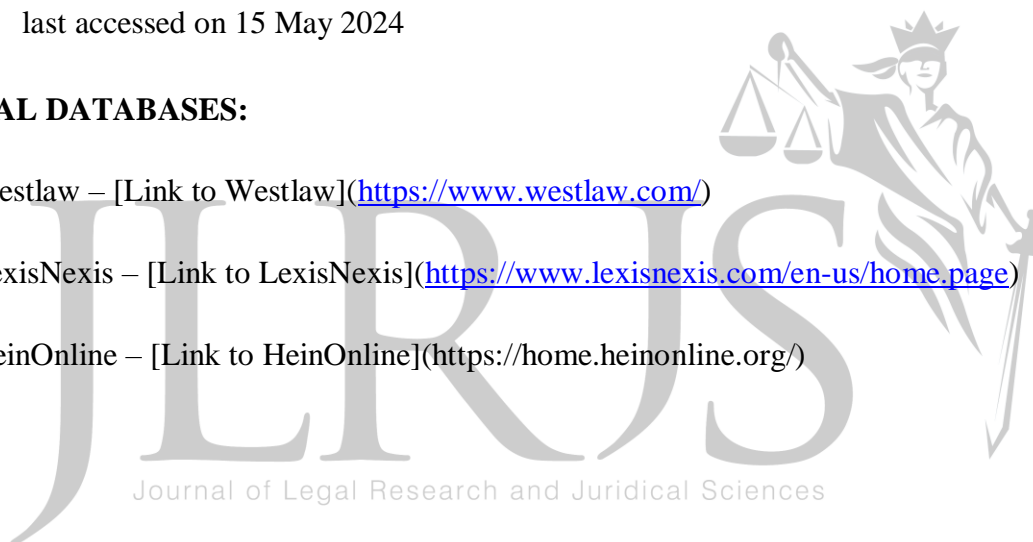 last accessed on 15 May 2024
AL DATABASES:
estlaw – [Link to Westlaw](https://www.westlaw.com/)
exisNexis – [Link to LexisNexis](https://www.lexisnexis.com/en-us/home.page)
einOnline – [Link to HeinOnline](https://home.heinonline.org/)
JLRJS
Journal of Legal Research and Juridical Sciences